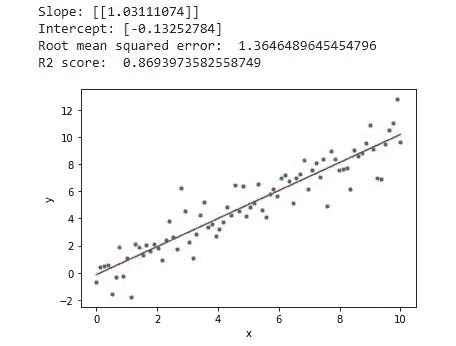 Slope: [[1.03111074]]
Intercept: [-0.13252784]
Root mean squared error:  1.3646489645454796
R2 score:  0.8693973582558749
12
10
8
6
y
4
2
0
−2
0 2 4 6 8 10
x